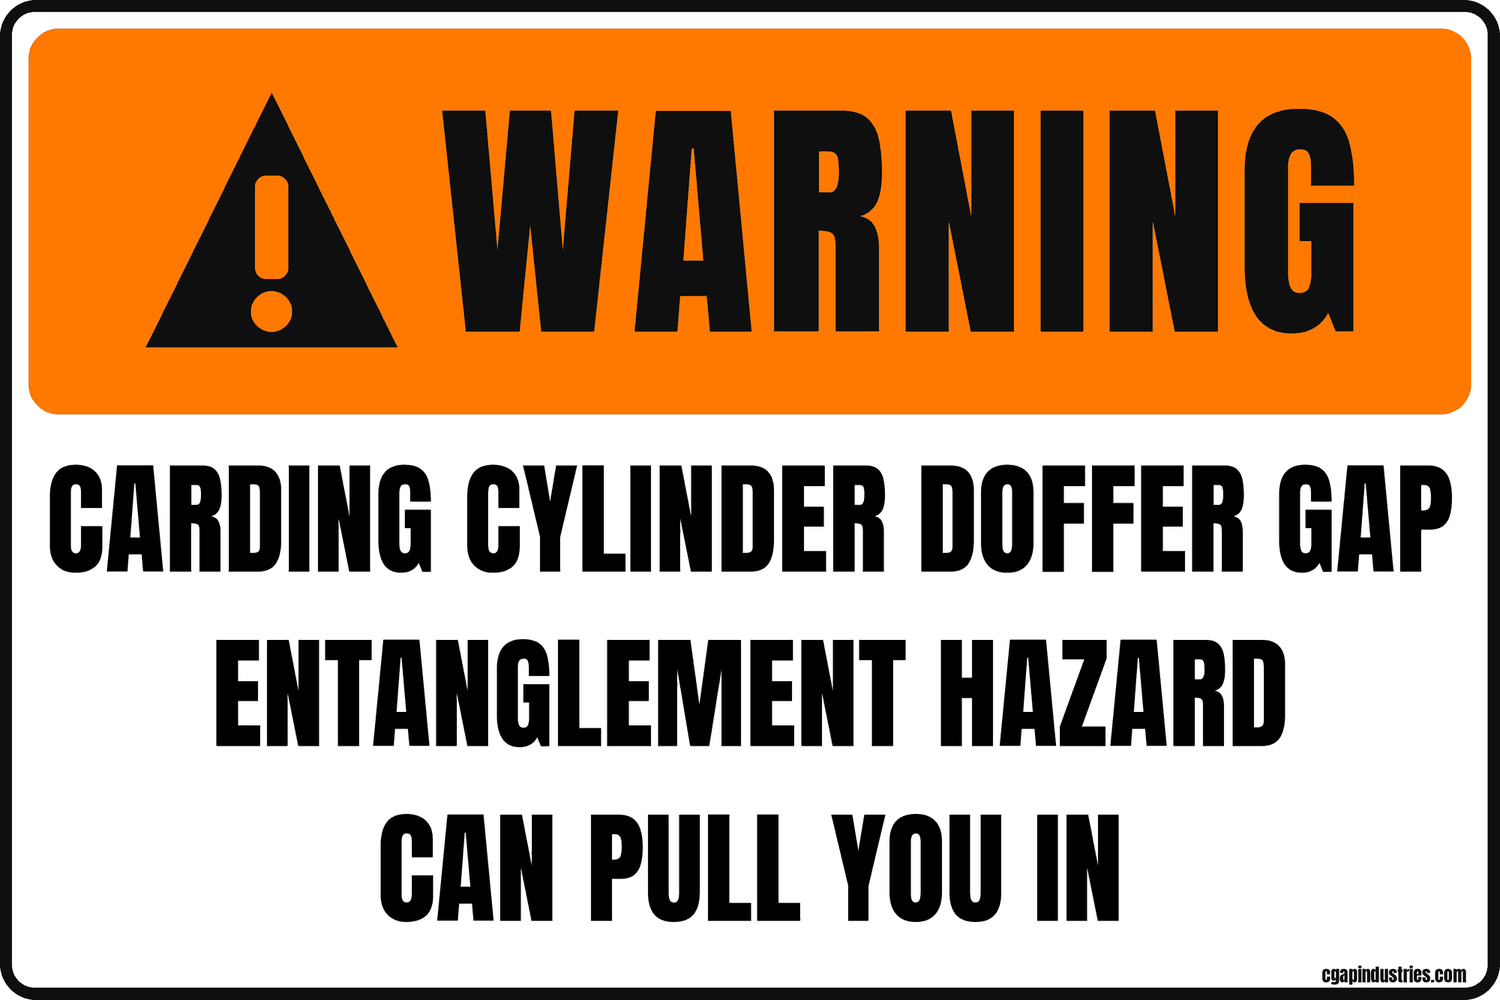 WARNING
CARDING CYLINDER DOFFER GAP
ENTANGLEMENT HAZARD
CAN PULL YOU IN
cgapindustries.com